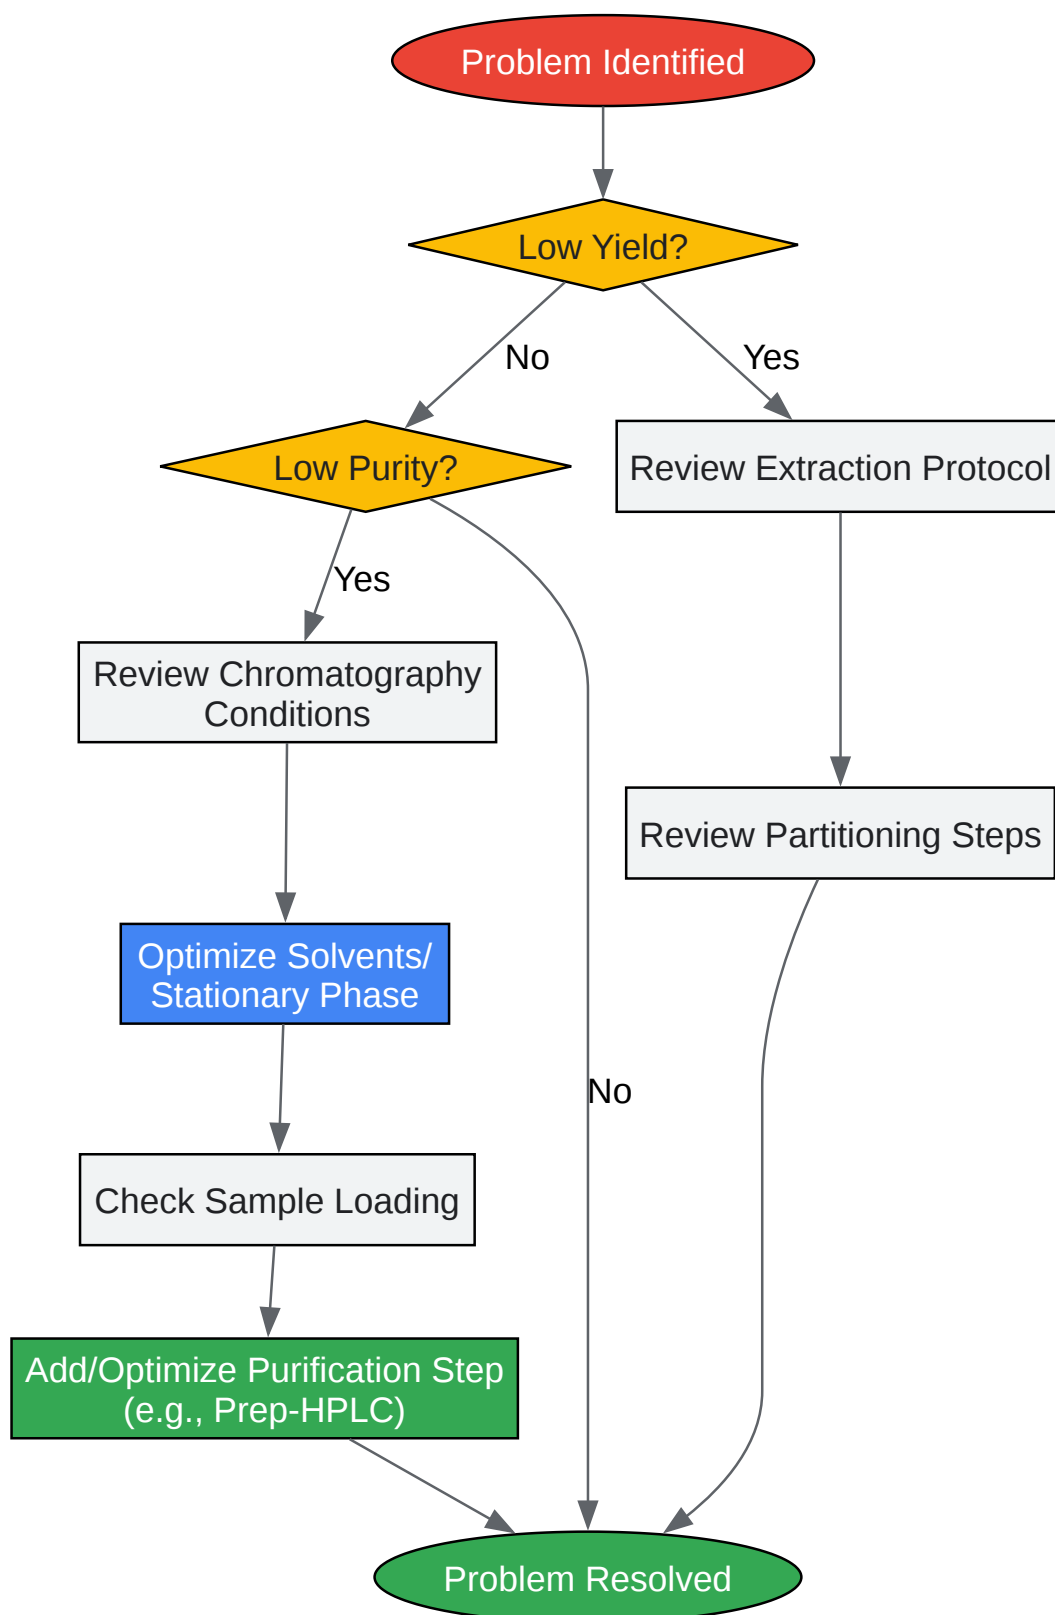 Problem Identified
Low Yield?
No
Yes
Low Purity?
Review Extraction Protocol
Yes
Review Chromatography
Conditions
Review Partitioning Steps
Optimize Solvents/
Stationary Phase
No
Check Sample Loading
Add/Optimize Purification Step
(e.g., Prep-HPLC)
Problem Resolved